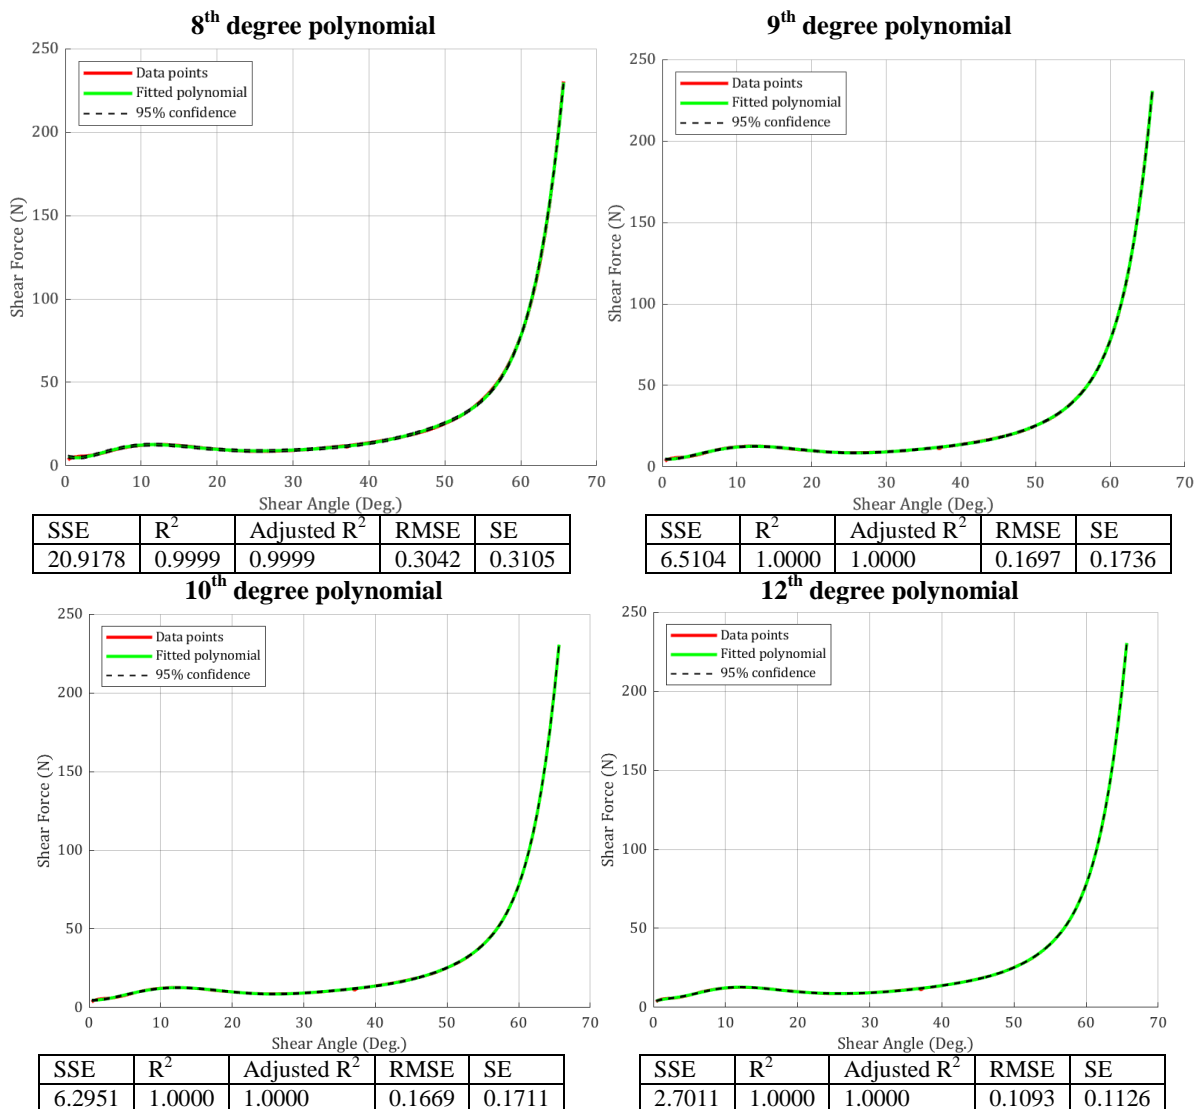 8th degree polynomial
250
200
150
100
50
0
Shear Force (N)
Data points
Fitted polynomial
95% confidence
0 10 20 30 40 50 60 70
Shear Angle (Deg.)
SSE R2 Adjusted R2 RMSE SE
20.9178 0.9999 0.9999 0.3042 0.3105
9th degree polynomial
250
200
150
100
50
0
Shear Force (N)
Data points
Fitted polynomial
95% confidence
0 10 20 30 40 50 60 70
Shear Angle (Deg.)
SSE R2 Adjusted R2 RMSE SE
6.5104 1.0000 1.0000 0.1697 0.1736
10th degree polynomial
250
200
150
100
50
0
Shear Force (N)
Data points
Fitted polynomial
95% confidence
0 10 20 30 40 50 60 70
Shear Angle (Deg.)
SSE R2 Adjusted R2 RMSE SE
6.2951 1.0000 1.0000 0.1669 0.1711
12th degree polynomial
250
200
150
100
50
0
Shear Force (N)
Data points
Fitted polynomial
95% confidence
0 10 20 30 40 50 60 70
Shear Angle (Deg.)
SSE R2 Adjusted R2 RMSE SE
2.7011 1.0000 1.0000 0.1093 0.1126